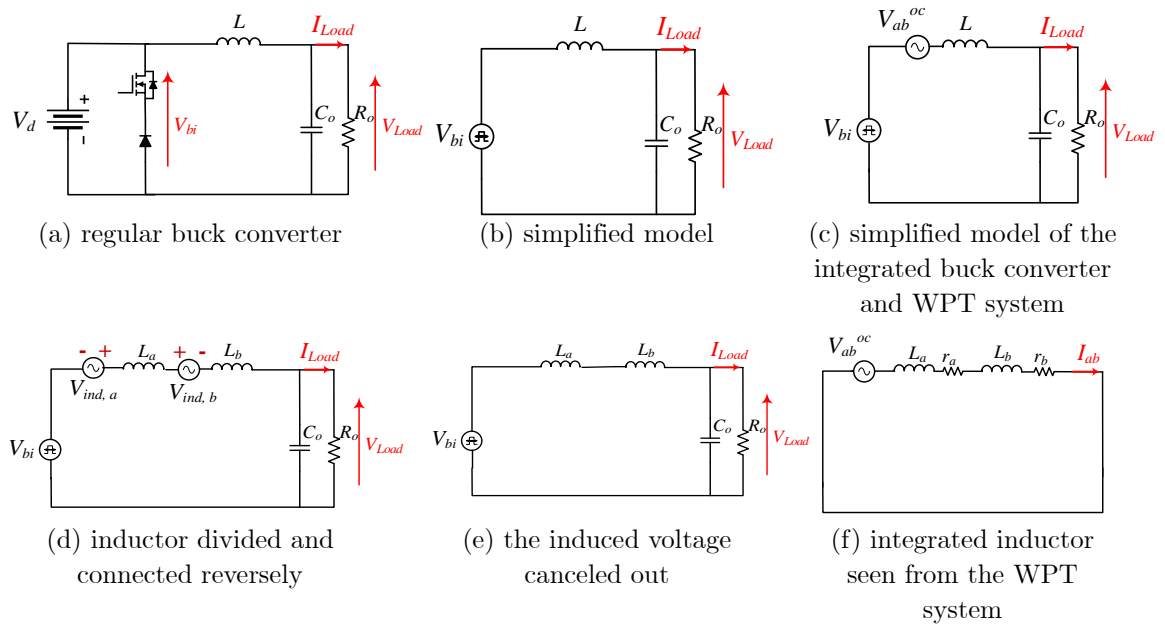 L
I_Load
V_d
+
−
V_bi
C_o
R_o
V_Load
(a) regular buck converter
L
I_Load
V_bi
C_o
R_o
V_Load
(b) simplified model
V_ab^oc
L
I_Load
V_bi
C_o
R_o
V_Load
(c) simplified model of the
integrated buck converter
and WPT system
- +
L_a
+ -
L_b
I_Load
V_ind, a
V_ind, b
V_bi
C_o
R_o
V_Load
(d) inductor divided and
connected reversely
L_a
L_b
I_Load
V_bi
C_o
R_o
V_Load
(e) the induced voltage
canceled out
V_ab^oc
L_a
r_a
L_b
r_b
I_ab
(f) integrated inductor
seen from the WPT
system